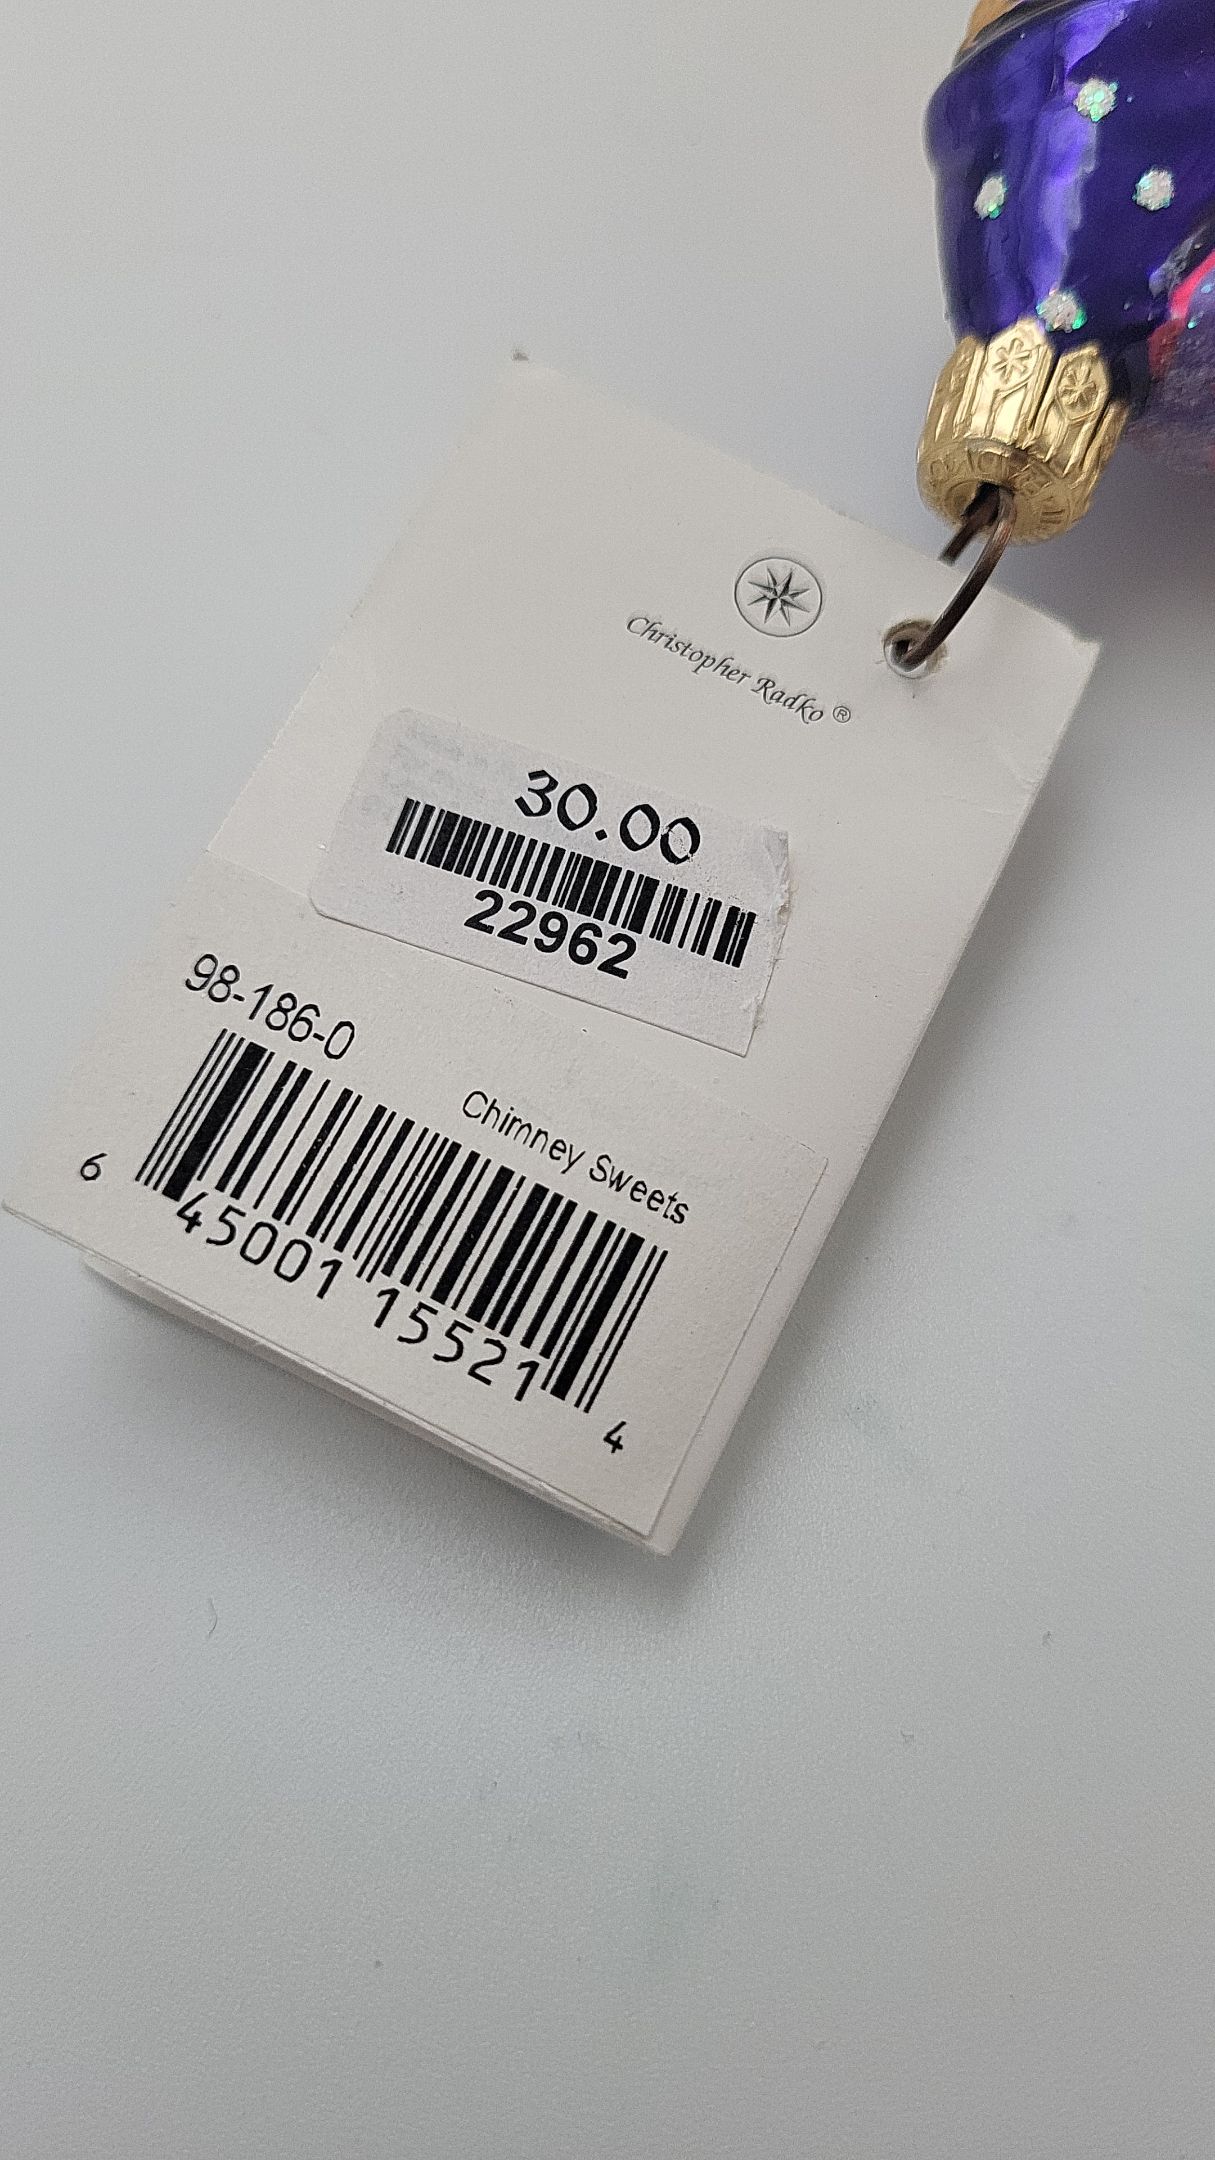 Christopher Radko ®
30.00
22962
98-186-0
Chimney Sweets
6 45001 15521 4